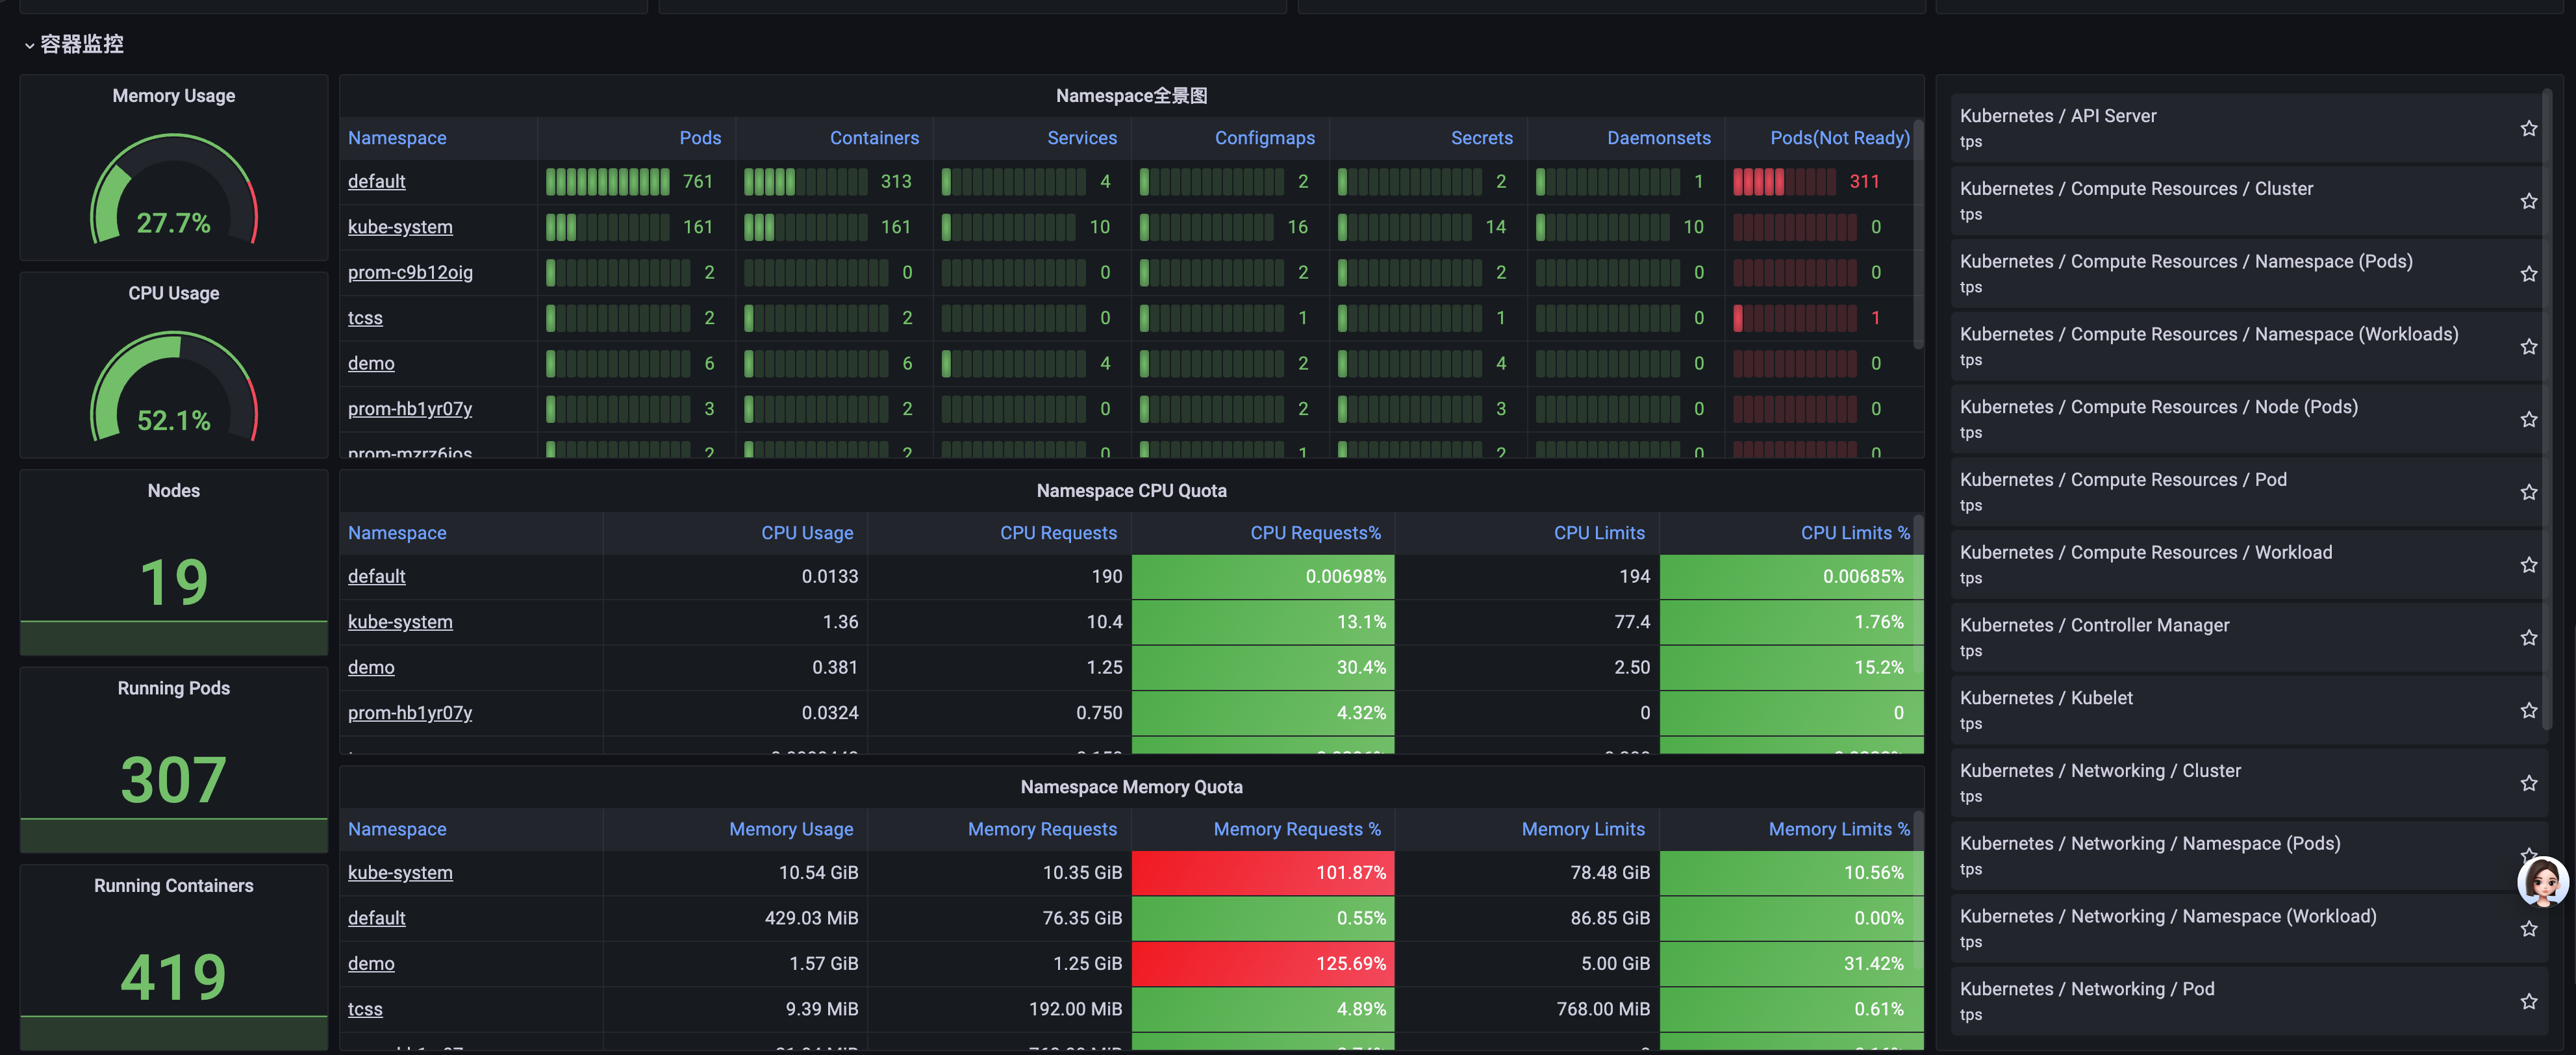 容器监控
Memory Usage
27.7%
CPU Usage
52.1%
Nodes
19
Running Pods
307
Running Containers
419
Namespace全景图
Namespace Pods Containers Services Configmaps Secrets Daemonsets Pods(Not Ready)
default 761 313 4 2 2 1 311
kube-system 161 161 10 16 14 10 0
prom-c9b12oig 2 0 0 2 2 0 0
tcss 2 2 0 1 1 0 1
demo 6 6 4 2 4 0 0
prom-hb1yr07y 3 2 0 2 3 0 0
2 2 0 1 2 0 0
Namespace CPU Quota
Namespace CPU Usage CPU Requests CPU Requests% CPU Limits CPU Limits %
default 0.0133 190 0.00698% 194 0.00685%
kube-system 1.36 10.4 13.1% 77.4 1.76%
demo 0.381 1.25 30.4% 2.50 15.2%
prom-hb1yr07y 0.0324 0.750 4.32% 0 0
Namespace Memory Quota
Namespace Memory Usage Memory Requests Memory Requests % Memory Limits Memory Limits %
kube-system 10.54 GiB 10.35 GiB 101.87% 78.48 GiB 10.56%
default 429.03 MiB 76.35 GiB 0.55% 86.85 GiB 0.00%
demo 1.57 GiB 1.25 GiB 125.69% 5.00 GiB 31.42%
tcss 9.39 MiB 192.00 MiB 4.89% 768.00 MiB 0.61%
Kubernetes / API Server
tps
Kubernetes / Compute Resources / Cluster
tps
Kubernetes / Compute Resources / Namespace (Pods)
tps
Kubernetes / Compute Resources / Namespace (Workloads)
tps
Kubernetes / Compute Resources / Node (Pods)
tps
Kubernetes / Compute Resources / Pod
tps
Kubernetes / Compute Resources / Workload
tps
Kubernetes / Controller Manager
tps
Kubernetes / Kubelet
tps
Kubernetes / Networking / Cluster
tps
Kubernetes / Networking / Namespace (Pods)
tps
Kubernetes / Networking / Namespace (Workload)
tps
Kubernetes / Networking / Pod
tps